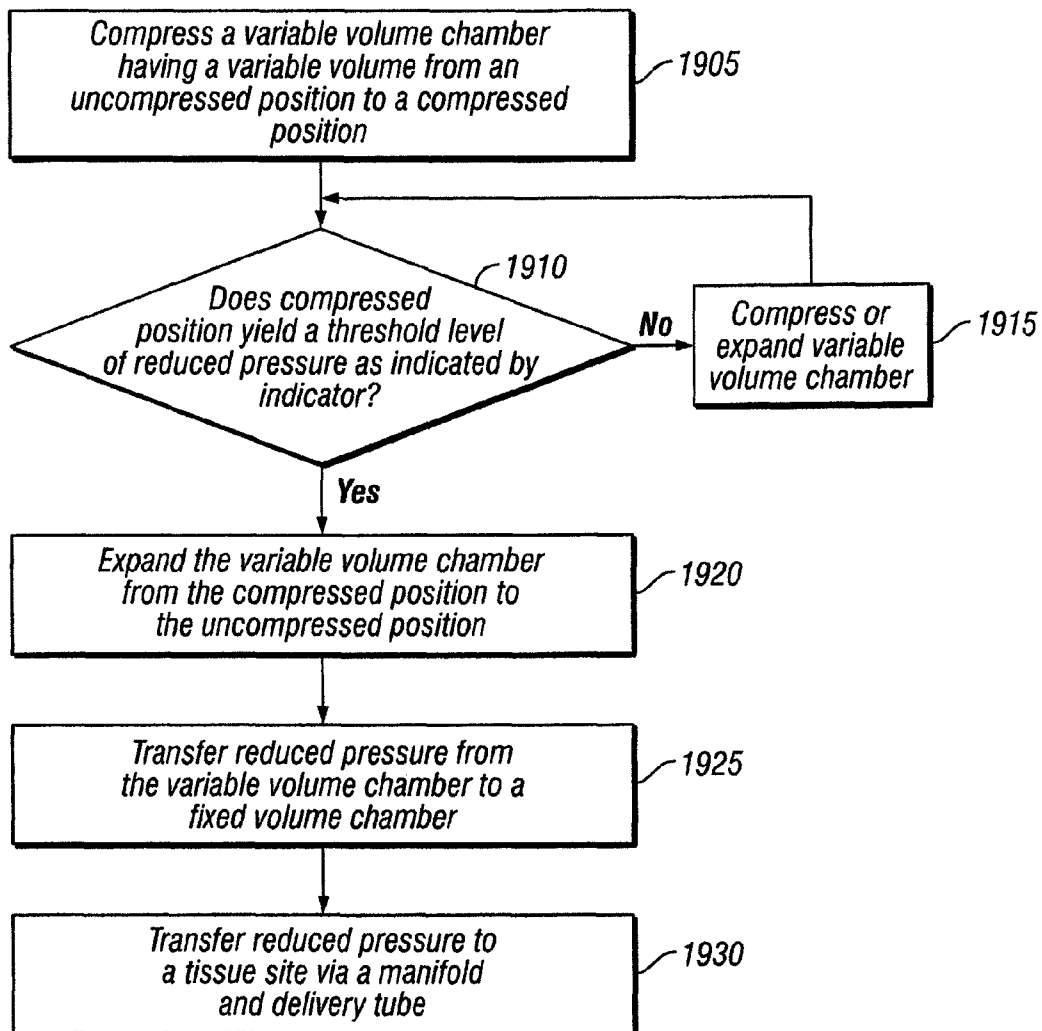 Compress a variable volume chamber
having a variable volume from an
uncompressed position to a compressed
position
1905
1910
Does compressed
position yield a threshold level
of reduced pressure as indicated by
indicator?
No
Compress or
expand variable
volume chamber
1915
Yes
Expand the variable volume chamber
from the compressed position to
the uncompressed position
1920
Transfer reduced pressure from
the variable volume chamber to a
fixed volume chamber
1925
Transfer reduced pressure to
a tissue site via a manifold
and delivery tube
1930